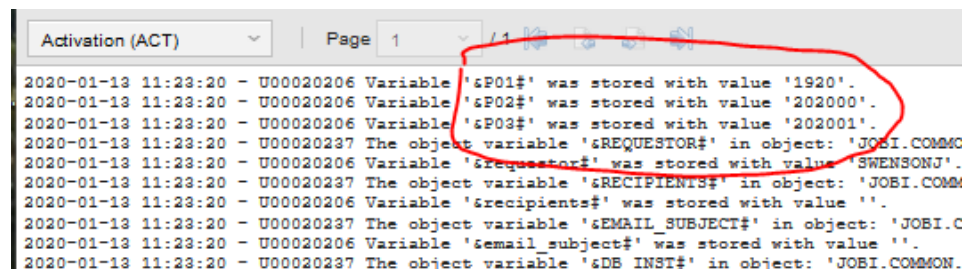 Activation (ACT) Page 1 / 1
2020-01-13 11:23:20 - U00020206 Variable '&P01#' was stored with value '1920'.
2020-01-13 11:23:20 - U00020206 Variable '&P02#' was stored with value '202000'.
2020-01-13 11:23:20 - U00020206 Variable '&P03#' was stored with value '202001'.
2020-01-13 11:23:20 - U00020237 The object variable '&REQUESTOR#' in object: 'JOBI.COMMO
2020-01-13 11:23:20 - U00020206 Variable '&requestor#' was stored with value 'SWENSONJ'.
2020-01-13 11:23:20 - U00020237 The object variable '&RECIPIENTS#' in object: 'JOBI.COMM
2020-01-13 11:23:20 - U00020206 Variable '&recipients#' was stored with value ''.
2020-01-13 11:23:20 - U00020237 The object variable '&EMAIL_SUBJECT#' in object: 'JOBI.C
2020-01-13 11:23:20 - U00020206 Variable '&email_subject#' was stored with value ''.
2020-01-13 11:23:20 - U00020237 The object variable '&DB_INST#' in object: 'JOBI.COMMON.